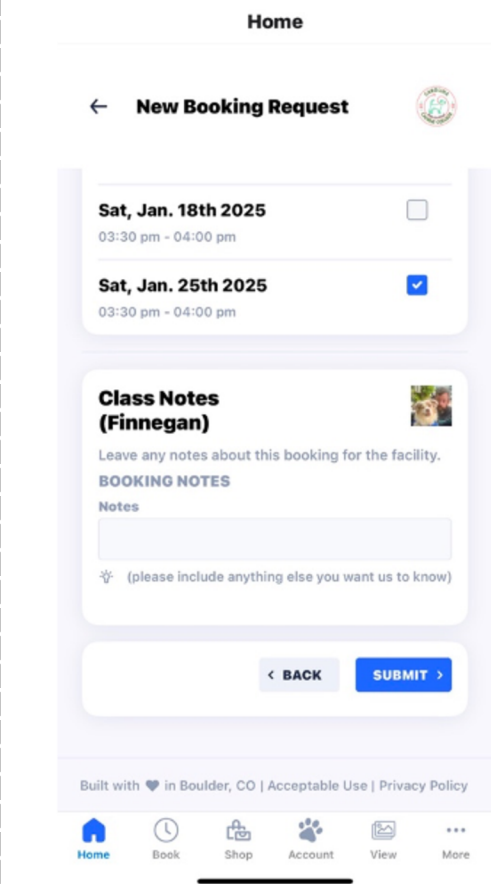 Home
New Booking Request
Sat, Jan. 18th 2025
03:30 pm - 04:00 pm
Sat, Jan. 25th 2025
03:30 pm - 04:00 pm
Class Notes
(Finnegan)
Leave any notes about this booking for the facility.
BOOKING NOTES
Notes
(please include anything else you want us to know)
BACK
SUBMIT
Built with in Boulder, CO | Acceptable Use | Privacy Policy
Home Book Shop Account View More